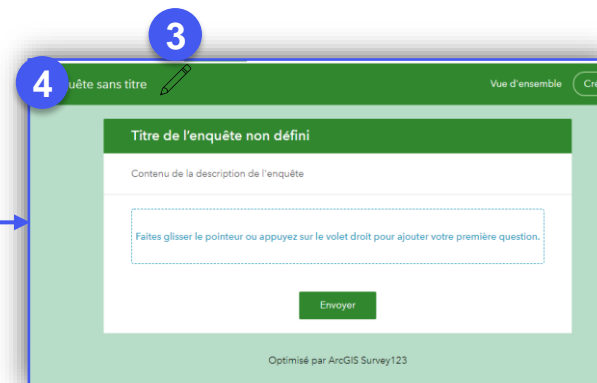 3
4
uête sans titre
Vue d'ensemble
Titre de l’enquête non défini
Contenu de la description de l'enquête
Faites glisser le pointeur ou appuyez sur le volet droit pour ajouter votre première question.
Envoyer
Optimisé par ArcGIS Survey123